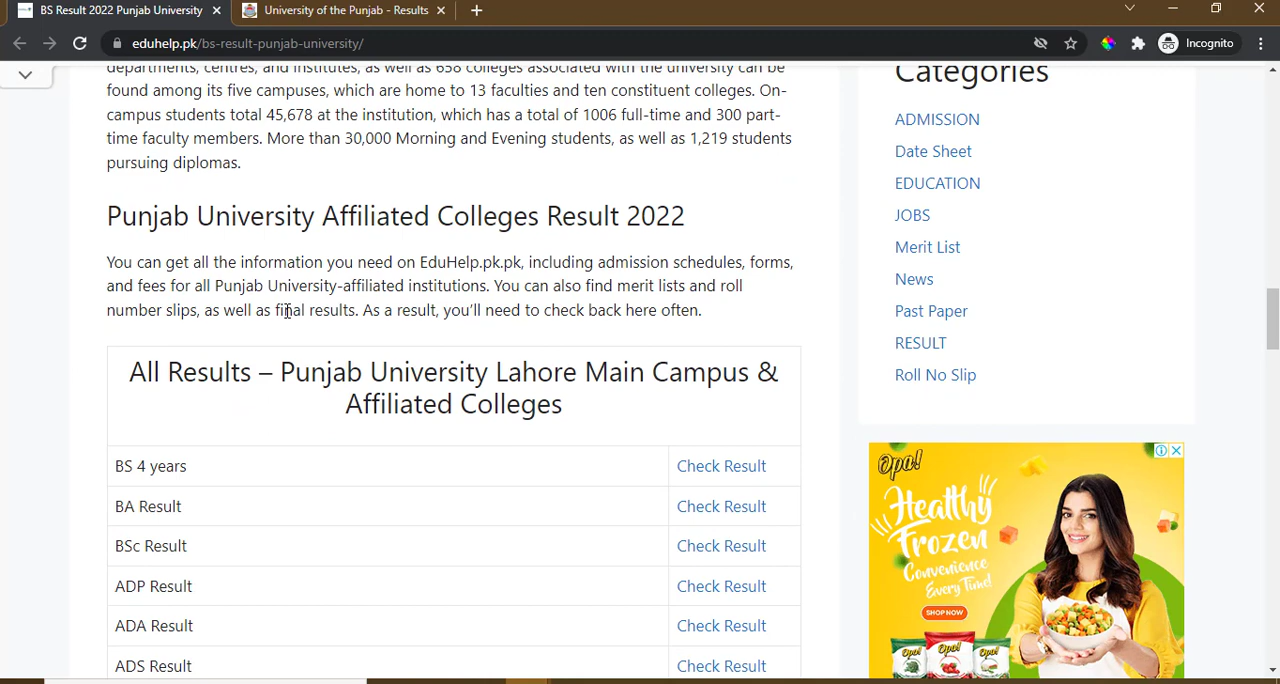 BS Result 2022 Punjab University
University of the Punjab - Results
eduhelp.pk/bs-result-punjab-university/
Incognito
departments, centres, and institutes, as well as 658 colleges associated with the university can be
found among its five campuses, which are home to 13 faculties and ten constituent colleges. On-
campus students total 45,678 at the institution, which has a total of 1006 full-time and 300 part-
time faculty members. More than 30,000 Morning and Evening students, as well as 1,219 students
pursuing diplomas.
Punjab University Affiliated Colleges Result 2022
You can get all the information you need on EduHelp.pk.pk, including admission schedules, forms,
and fees for all Punjab University-affiliated institutions. You can also find merit lists and roll
number slips, as well as final results. As a result, you'll need to check back here often.
All Results – Punjab University Lahore Main Campus &
Affiliated Colleges
BS 4 years Check Result
BA Result Check Result
BSc Result Check Result
ADP Result Check Result
ADA Result Check Result
ADS Result Check Result
Categories
ADMISSION
Date Sheet
EDUCATION
JOBS
Merit List
News
Past Paper
RESULT
Roll No Slip
Opa!
Healthy
Frozen
Convenience
Every Time!
SHOP NOW
Opa!
Opa!
Opa!